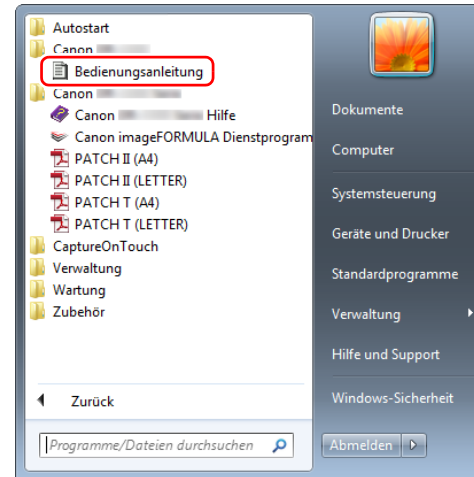 Autostart
Canon
Bedienungsanleitung
Canon
Canon Hilfe
Canon imageFORMULA Dienstprogram
PATCH II (A4)
PATCH II (LETTER)
PATCH T (A4)
PATCH T (LETTER)
CaptureOnTouch
Verwaltung
Wartung
Zubehör
Zurück
Programme/Dateien durchsuchen
Dokumente
Computer
Systemsteuerung
Geräte und Drucker
Standardprogramme
Verwaltung
Hilfe und Support
Windows-Sicherheit
Abmelden